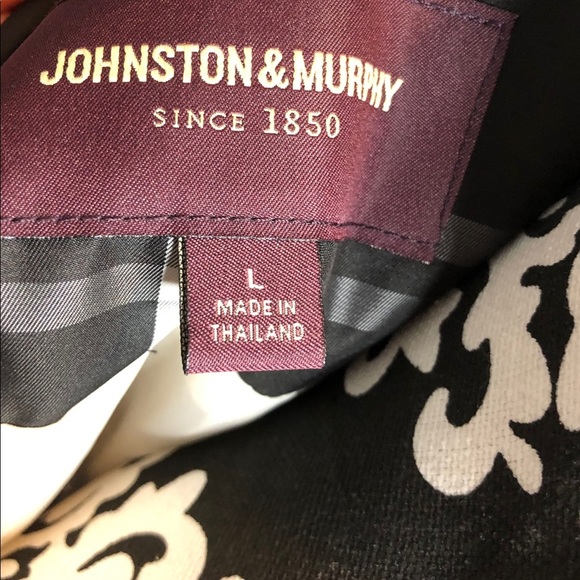 JOHNSTON & MURPHY
SINCE 1850
L
MADE IN
THAILAND